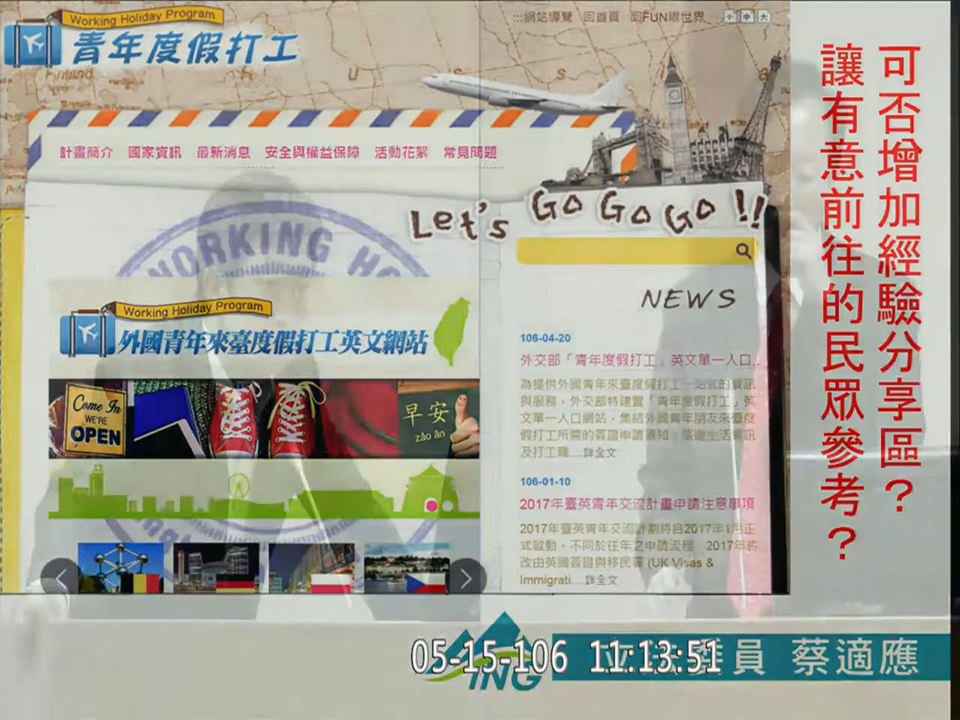 Working Holiday Program
青年度假打工
:::網站導覽 回首頁 回FUN眼世界 小 中 大
計畫簡介 國家資訊 最新消息 安全與權益保障 活動花絮 常見問題
Let's Go Go Go !!
WORKING HO
NEWS
Working Holiday Program
外國青年來臺度假打工英文網站
Come In
WE'RE
OPEN
早安
zǎo ān
106-04-20
外交部「青年度假打工」英文單一入口...
為提供外國青年來臺度假打工一站式的資訊
與服務，外交部特建置「青年度假打工」英
文單一入口網站，集結外國青年朋友來臺度
假打工所需的簽證申請須知、
及打工職....詳全文
106-01-10
2017年臺英青年交流計畫申請注意事項
2017年臺英青年交流計劃將自2017年1月正
式啟動，不同於往年之申請流程，2017年將
改由英國簽證與移民署 (UK Visas &
Immigrati....詳全文
可否增加經驗分享區？
讓有意前往的民眾參考？
05-15-106 11:13:51
ING
委員 蔡適應